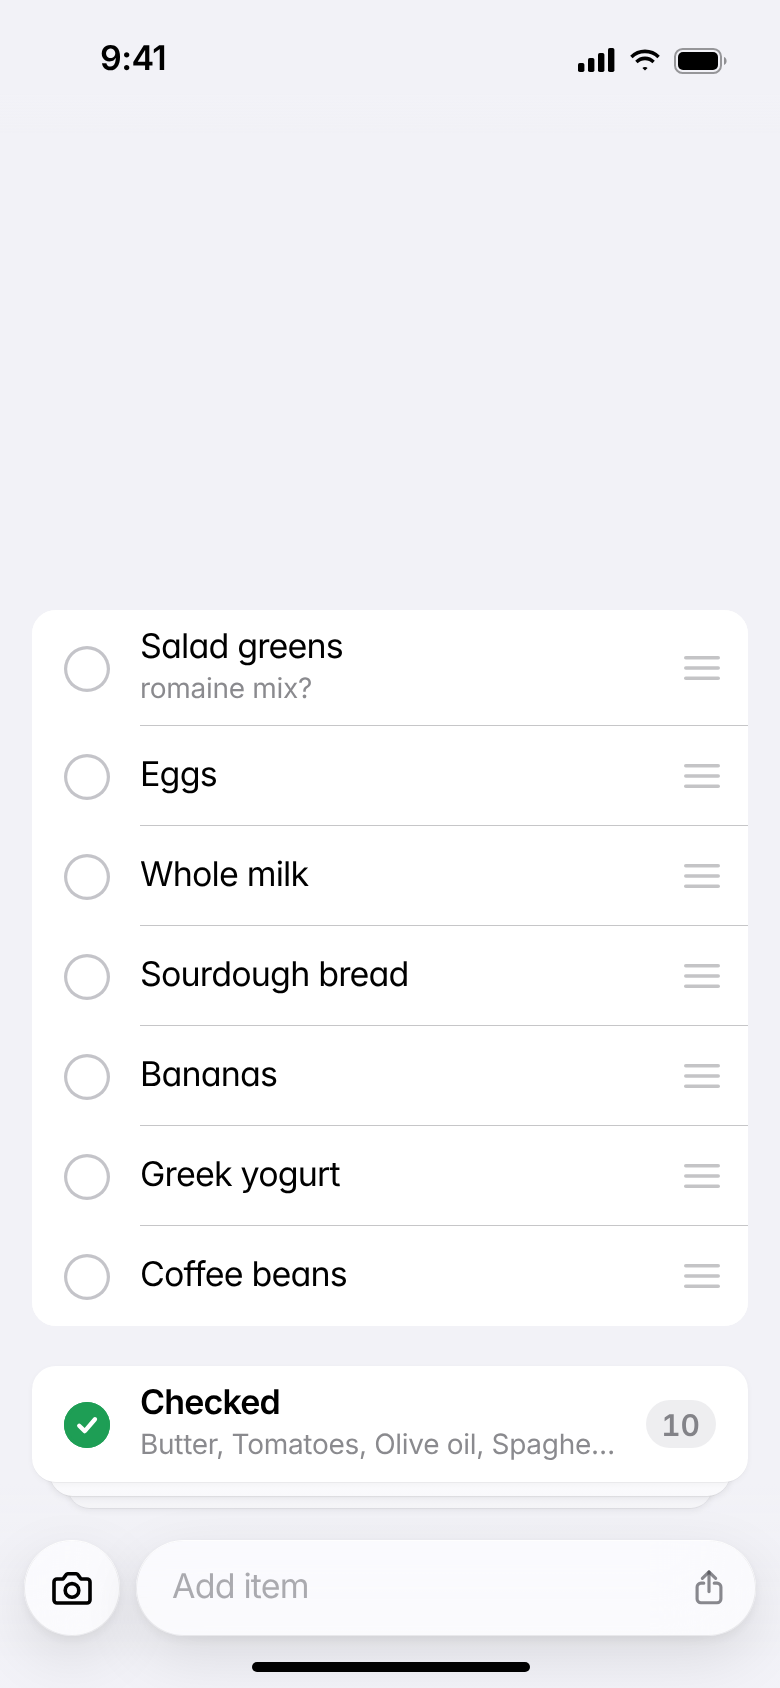 9:41
Salad greens
romaine mix?
Eggs
Whole milk
Sourdough bread
Bananas
Greek yogurt
Coffee beans
Checked
Butter, Tomatoes, Olive oil, Spaghe...
10
Add item